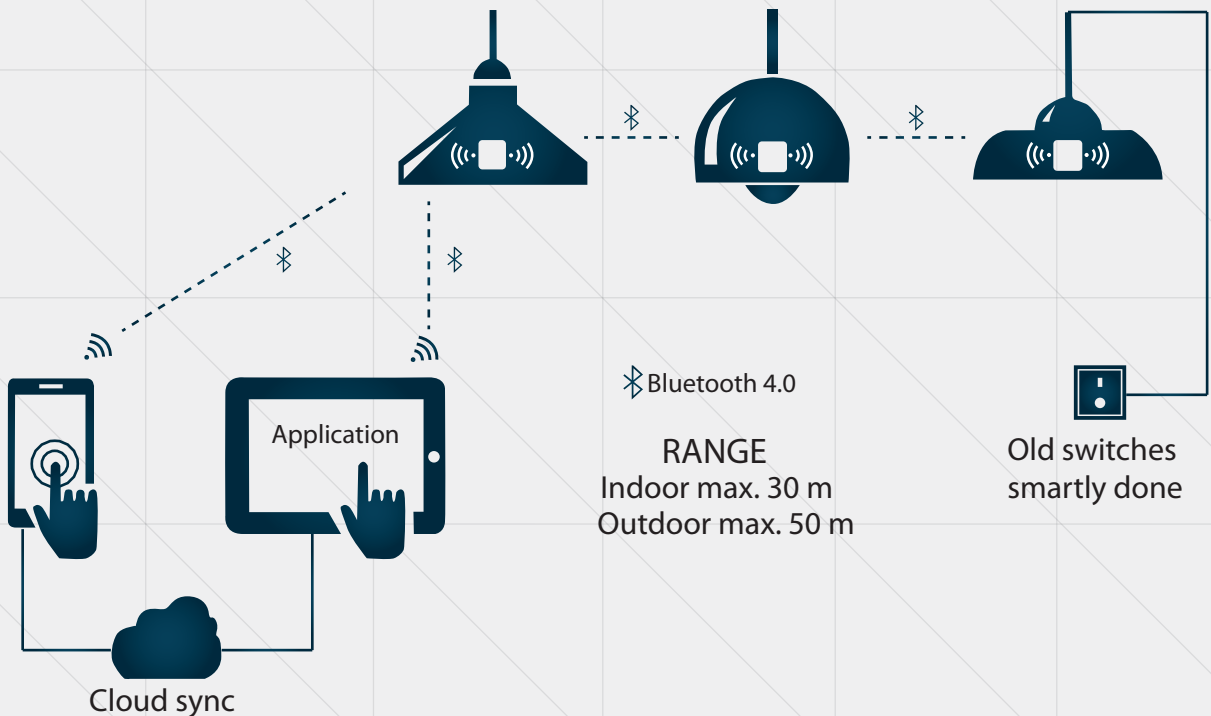 Bluetooth 4.0
Application
RANGE
Indoor max. 30 m
Outdoor max. 50 m
Old switches
smartly done
Cloud sync